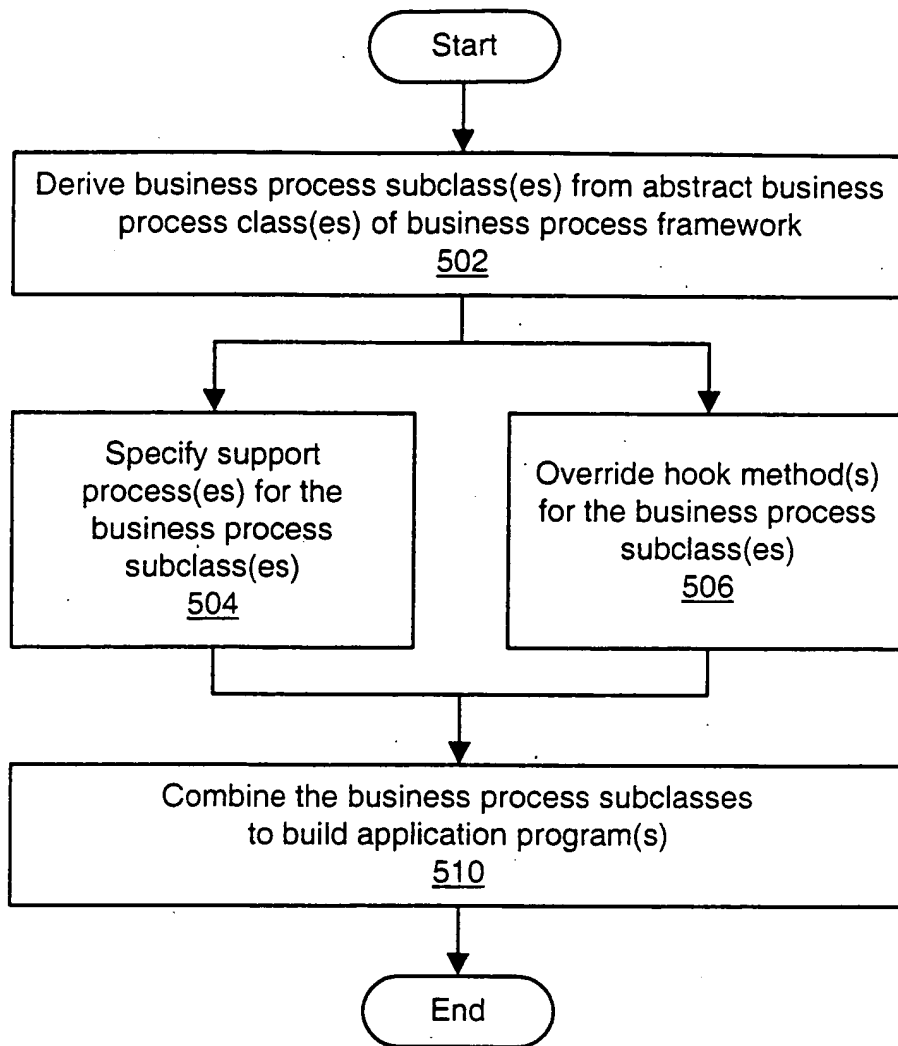 Start
Derive business process subclass(es) from abstract business
process class(es) of business process framework
502
Specify support
process(es) for the
business process
subclass(es)
504
Override hook method(s)
for the business process
subclass(es)
506
Combine the business process subclasses
to build application program(s)
510
End